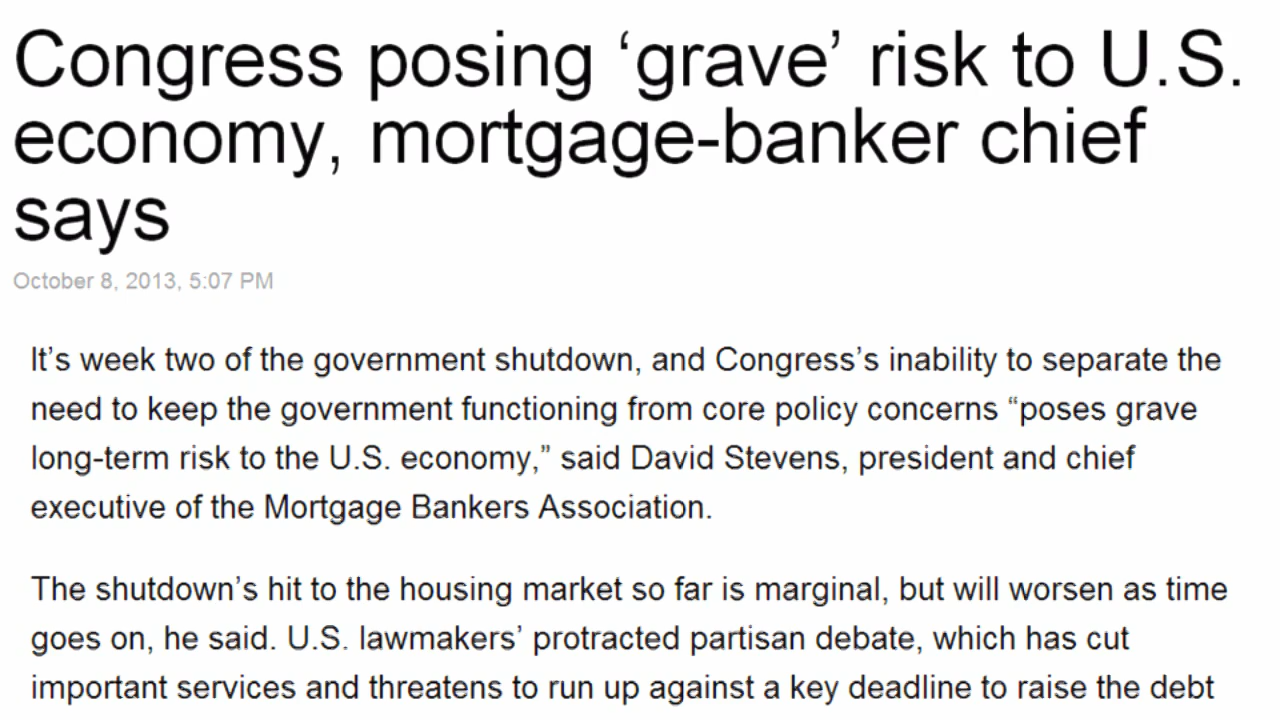 Congress posing ‘grave’ risk to U.S.
economy, mortgage-banker chief
says
October 8, 2013, 5:07 PM
It’s week two of the government shutdown, and Congress’s inability to separate the
need to keep the government functioning from core policy concerns “poses grave
long-term risk to the U.S. economy,” said David Stevens, president and chief
executive of the Mortgage Bankers Association.
The shutdown’s hit to the housing market so far is marginal, but will worsen as time
goes on, he said. U.S. lawmakers’ protracted partisan debate, which has cut
important services and threatens to run up against a key deadline to raise the debt